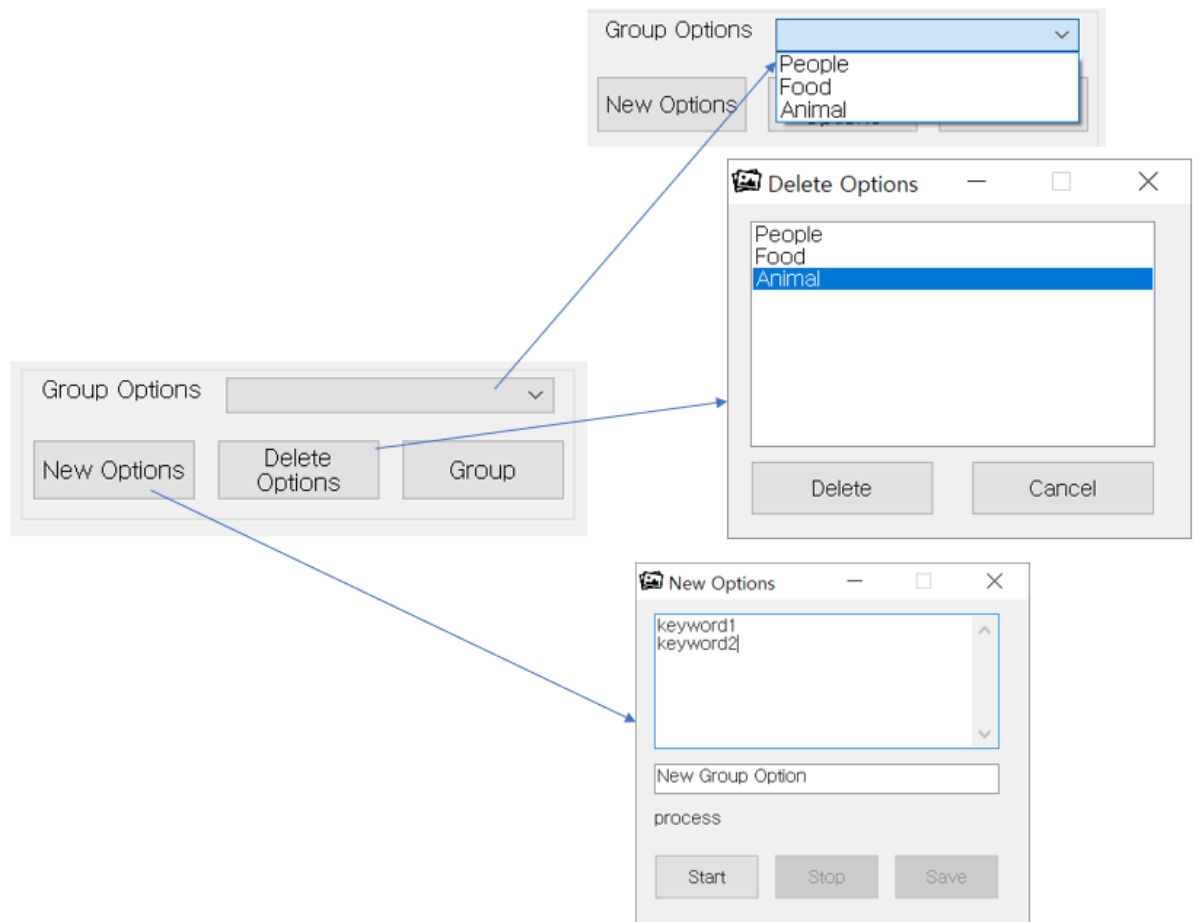 Group Options
People
Food
Animal
New Options
Options
Delete Options
People
Food
Animal
Delete
Cancel
Group Options
New Options
Delete
Options
Group
New Options
keyword1
keyword2
New Group Option
process
Start
Stop
Save